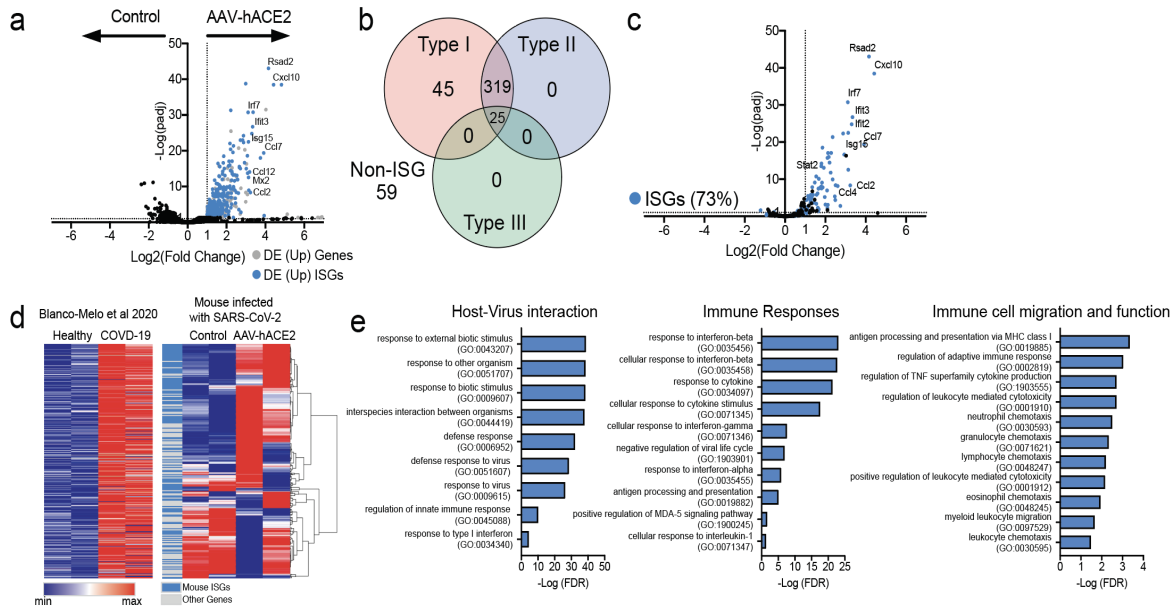 a
Control
AAV-hACE2
50
40
30
20
10
-Log(padj)
Rsad2
Cxcl10
Irf7
Ifit3
Isg15
Ccl7
Ccl12
Mx2
Ccl2
-6
-4
-2
0
1
2
4
6
Log2(Fold Change)
DE (Up) Genes
DE (Up) ISGs
b
Type I
Type II
45
319
0
25
0
0
Non-ISG
59
0
Type III
c
50
40
30
20
10
0
-Log(padj)
Rsad2
Cxcl10
Irf7
Ifit3
Ifit2
Ccl7
Isg15
Stat2
Ccl4
Ccl2
ISGs (73%)
-6
-4
-2
0
1
2
4
6
Log2(Fold Change)
d
Blanco-Melo et al 2020
Healthy
COVD-19
Mouse infected
with SARS-CoV-2
Control
AAV-hACE2
min
max
Mouse ISGs
Other Genes
e
Host-Virus interaction
response to external biotic stimulus
(GO:0043207)
response to other organism
(GO:0051707)
response to biotic stimulus
(GO:0009607)
interspecies interaction between organisms
(GO:0044419)
defense response
(GO:0006952)
defense response to virus
(GO:0051607)
response to virus
(GO:0009615)
regulation of innate immune response
(GO:0045088)
response to type I interferon
(GO:0034340)
0 10 20 30 40 50
-Log (FDR)
Immune Responses
response to interferon-beta
(GO:0035456)
cellular response to interferon-beta
(GO:0035458)
response to cytokine
(GO:0034097)
cellular response to cytokine stimulus
(GO:0071345)
cellular response to interferon-gamma
(GO:0071346)
negative regulation of viral life cycle
(GO:1903901)
response to interferon-alpha
(GO:0035455)
antigen processing and presentation
(GO:0019882)
positive regulation of MDA-5 signaling pathway
(GO:1900245)
cellular response to interleukin-1
(GO:0071347)
0 5 10 15 20 25
-Log (FDR)
Immune cell migration and function
antigen processing and presentation via MHC class I
(GO:0019885)
regulation of adaptive immune response
(GO:0002819)
regulation of TNF superfamily cytokine production
(GO:1903555)
regulation of leukocyte mediated cytotoxicity
(GO:0001910)
neutrophil chemotaxis
(GO:0030593)
granulocyte chemotaxis
(GO:0071621)
lymphocyte chemotaxis
(GO:0048247)
positive regulation of leukocyte mediated cytotoxicity
(GO:0001912)
eosinophil chemotaxis
(GO:0048245)
myeloid leukocyte migration
(GO:0097529)
leukocyte chemotaxis
(GO:0030595)
0 1 2 3 4
-Log (FDR)